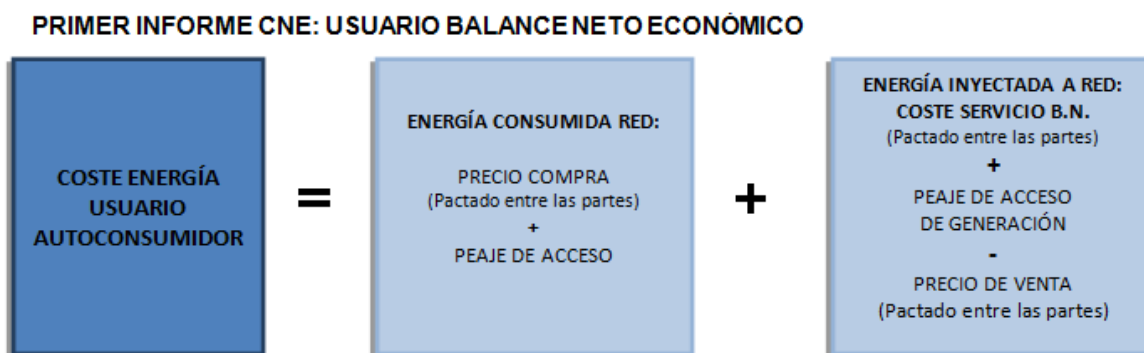 PRIMER INFORME CNE: USUARIO BALANCE NETO ECONÓMICO
COSTE ENERGÍA
USUARIO
AUTOCONSUMIDOR
=
ENERGÍA CONSUMIDA RED:
PRECIO COMPRA
(Pactado entre las partes)
+
PEAJE DE ACCESO
+
ENERGÍA INYECTADA A RED:
COSTE SERVICIO B.N.
(Pactado entre las partes)
+
PEAJE DE ACCESO
DE GENERACIÓN
-
PRECIO DE VENTA
(Pactado entre las partes)